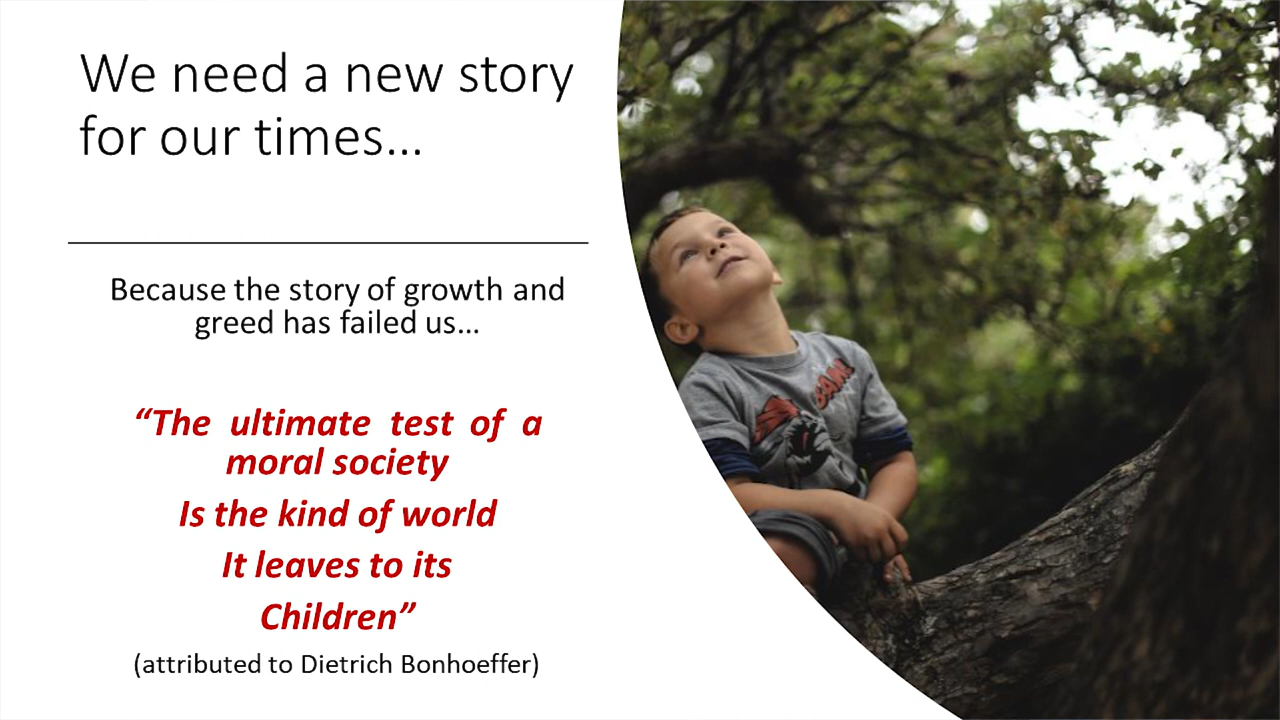 We need a new story
for our times...
Because the story of growth and
greed has failed us...
“The ultimate test of a
moral society
Is the kind of world
It leaves to its
Children”
(attributed to Dietrich Bonhoeffer)
BAM!